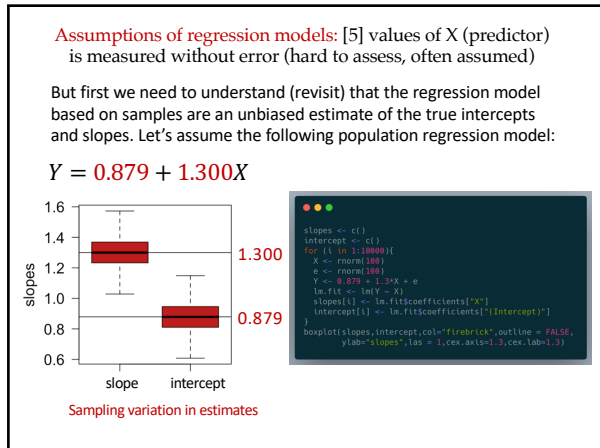 Assumptions of regression models: [5] values of X (predictor)
is measured without error (hard to assess, often assumed)
But first we need to understand (revisit) that the regression model
based on samples are an unbiased estimate of the true intercepts
and slopes. Let's assume the following population regression model:
Y = 0.879 + 1.300X
slopes
1.6
1.4
1.2
1.0
0.8
0.6
1.300
0.879
slope intercept
Sampling variation in estimates
slopes <- c()
intercept <- c()
for (i in 1:10000){
X <- rnorm(100)
e <- rnorm(100)
Y <- 0.879 + 1.3*X + e
lm.fit <- lm(Y ~ X)
slopes[i] <- lm.fit$coefficients["X"]
intercept[i] <- lm.fit$coefficients["(Intercept)"]
}
boxplot(slopes,intercept,col="firebrick",outline = FALSE,
ylab="slopes",las = 1,cex.axis=1.3,cex.lab=1.3)